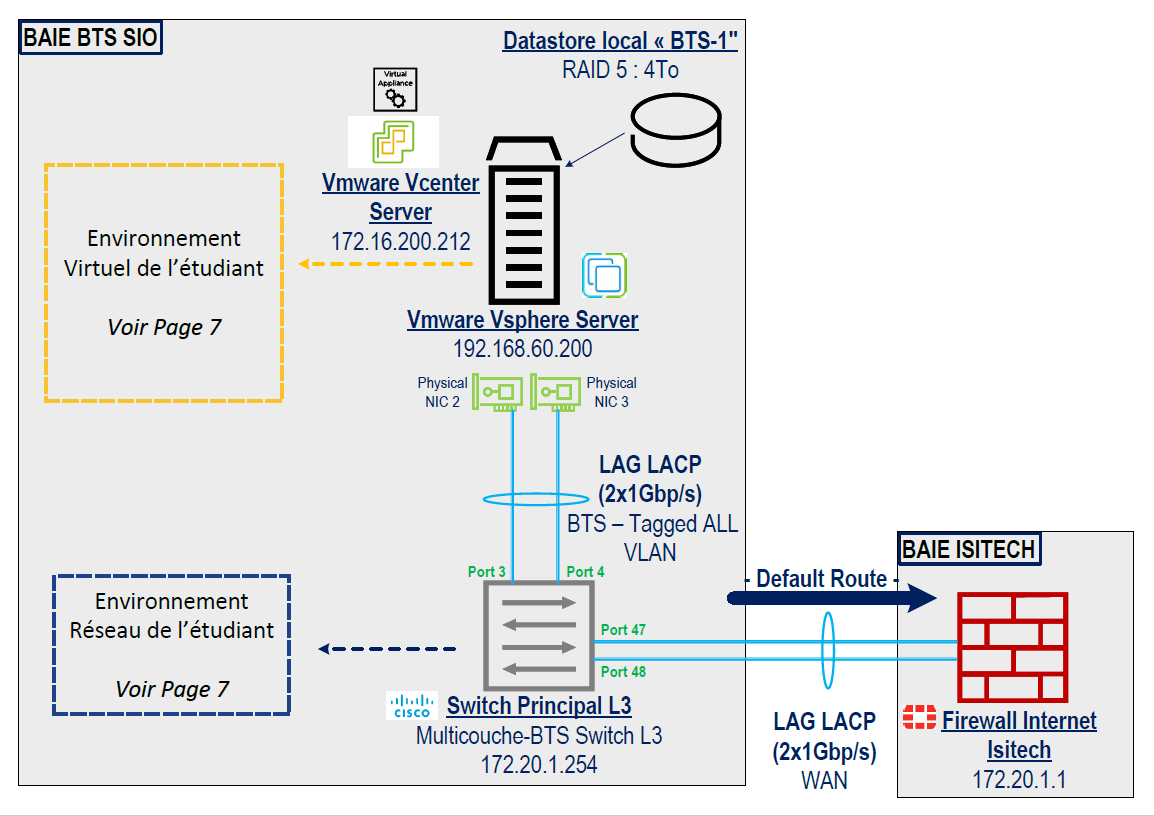 BAIE BTS SIO
Datastore local « BTS-1"
RAID 5 : 4To
Virtual
Appliance
Vmware Vcenter
Server
172.16.200.212
Environnement
Virtuel de l’étudiant
Voir Page 7
Vmware Vsphere Server
192.168.60.200
Physical
NIC 2
Physical
NIC 3
LAG LACP
(2x1Gbp/s)
BTS – Tagged ALL
VLAN
Port 3
Port 4
BAIE ISITECH
- Default Route -
Environnement
Réseau de l’étudiant
Voir Page 7
Port 47
Port 48
CISCO
Switch Principal L3
Multicouche-BTS Switch L3
172.20.1.254
LAG LACP
(2x1Gbp/s)
WAN
Firewall Internet
Isitech
172.20.1.1